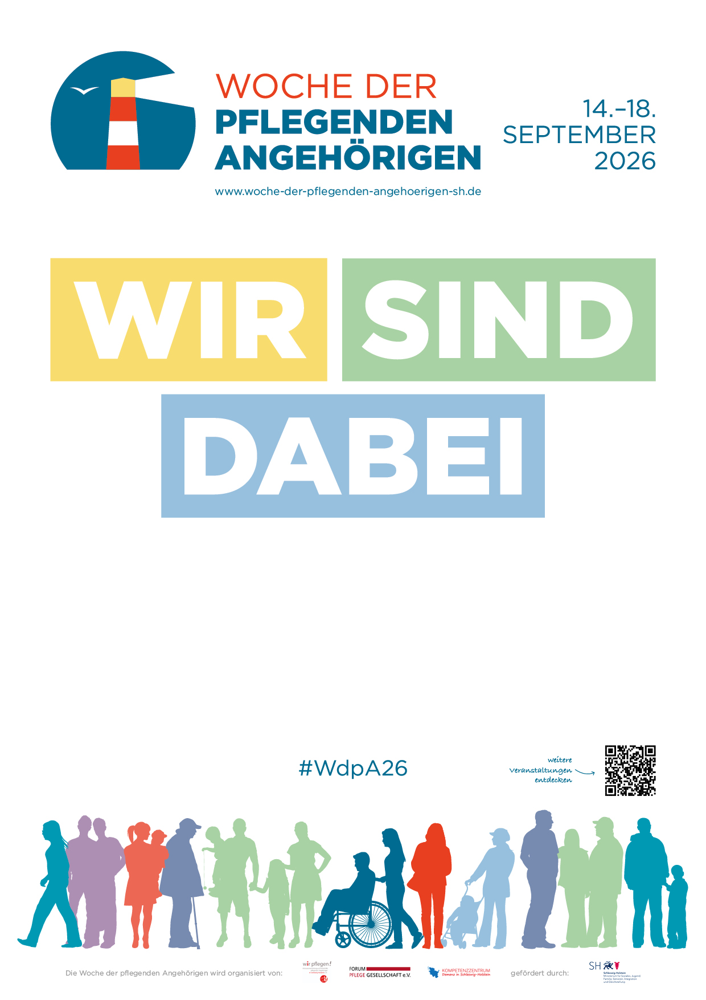 WOCHE DER
PFLEGENDEN
ANGEHÖRIGEN
www.woche-der-pflegenden-angehoerigen-sh.de
14.–18.
SEPTEMBER
2026
WIR SIND
DABEI
#WdpA26
weitere
Veranstaltungen
entdecken
Die Woche der pflegenden Angehörigen wird organisiert von:
wir pflegen!
FORUM
PFLEGE GESELLSCHAFT e.V.
KOMPETENZZENTRUM
Demenz in Schleswig-Holstein
gefördert durch:
SH
Schleswig-Holstein
Ministerium für Soziales, Jugend,
Familie, Senioren, Integration
und Gleichstellung